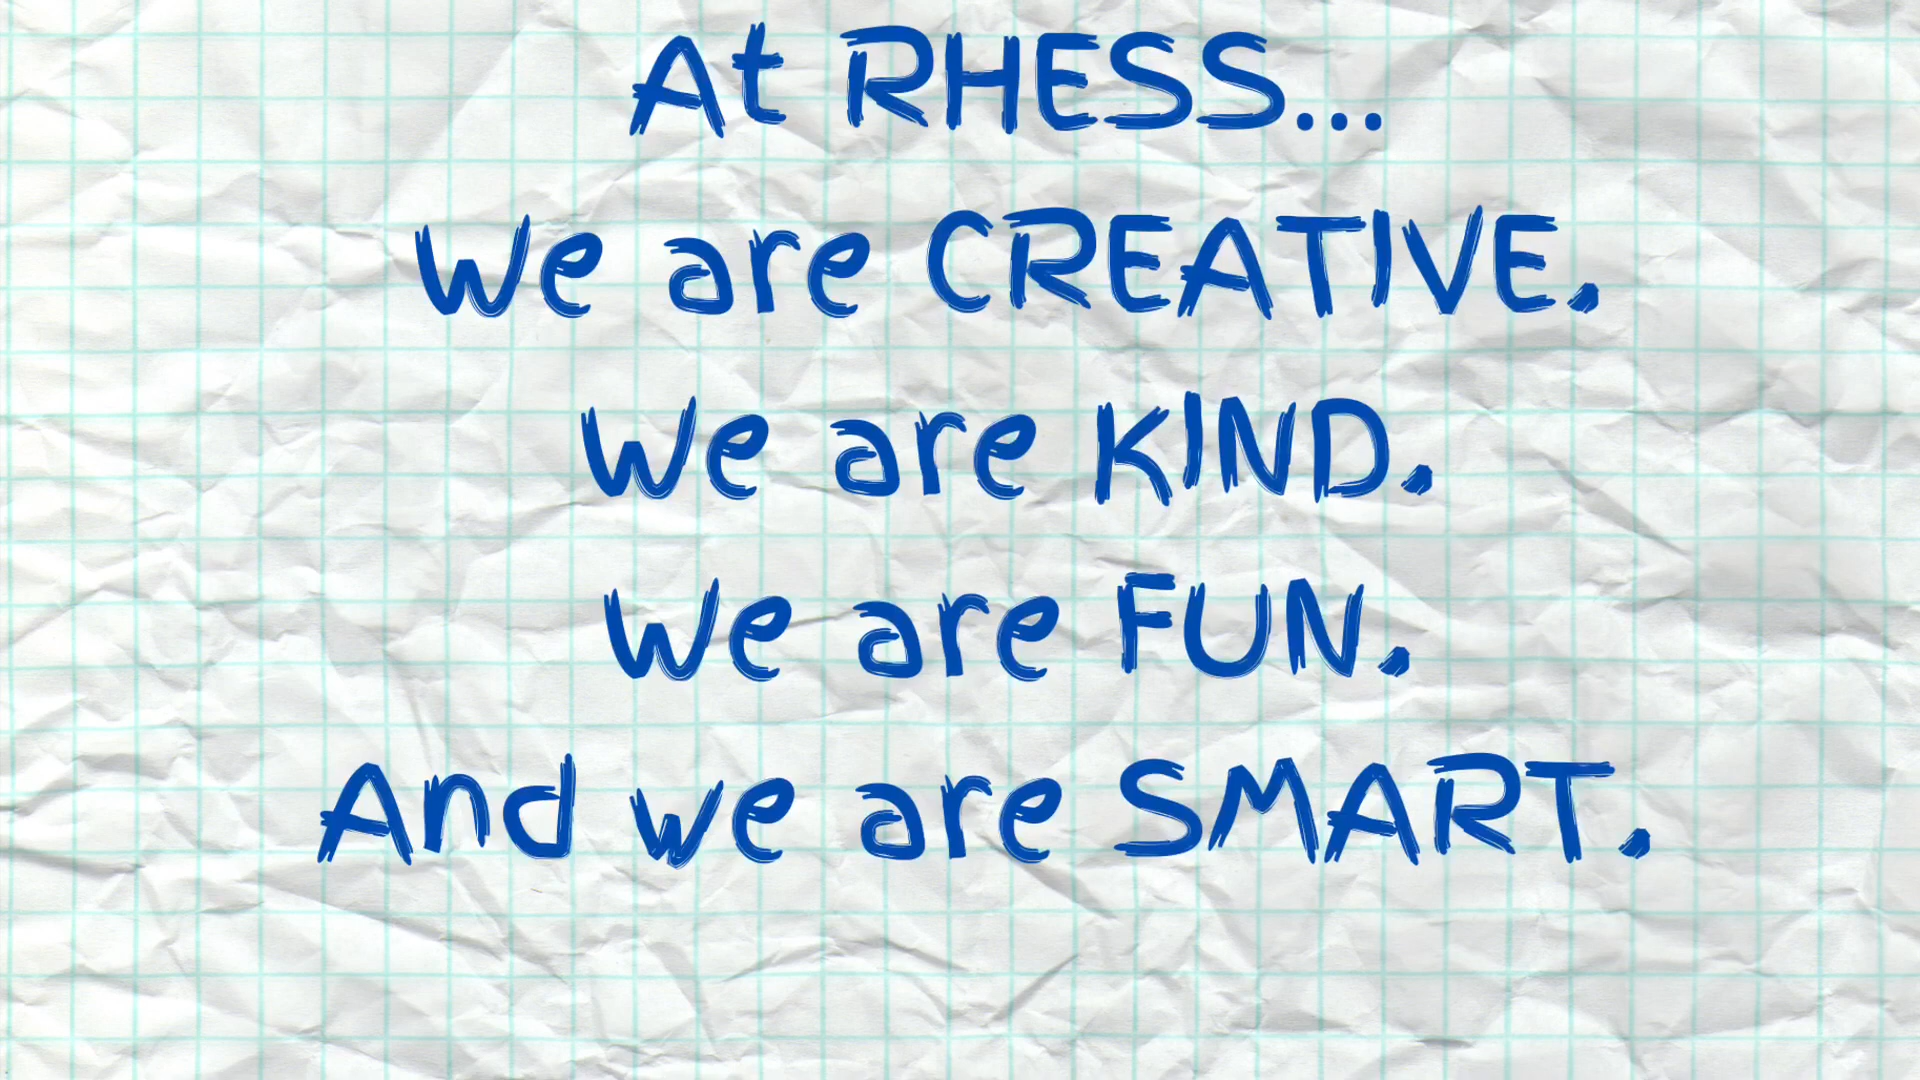 At RHESS...
We are CREATIVE.
We are KIND.
We are FUN.
And we are SMART.